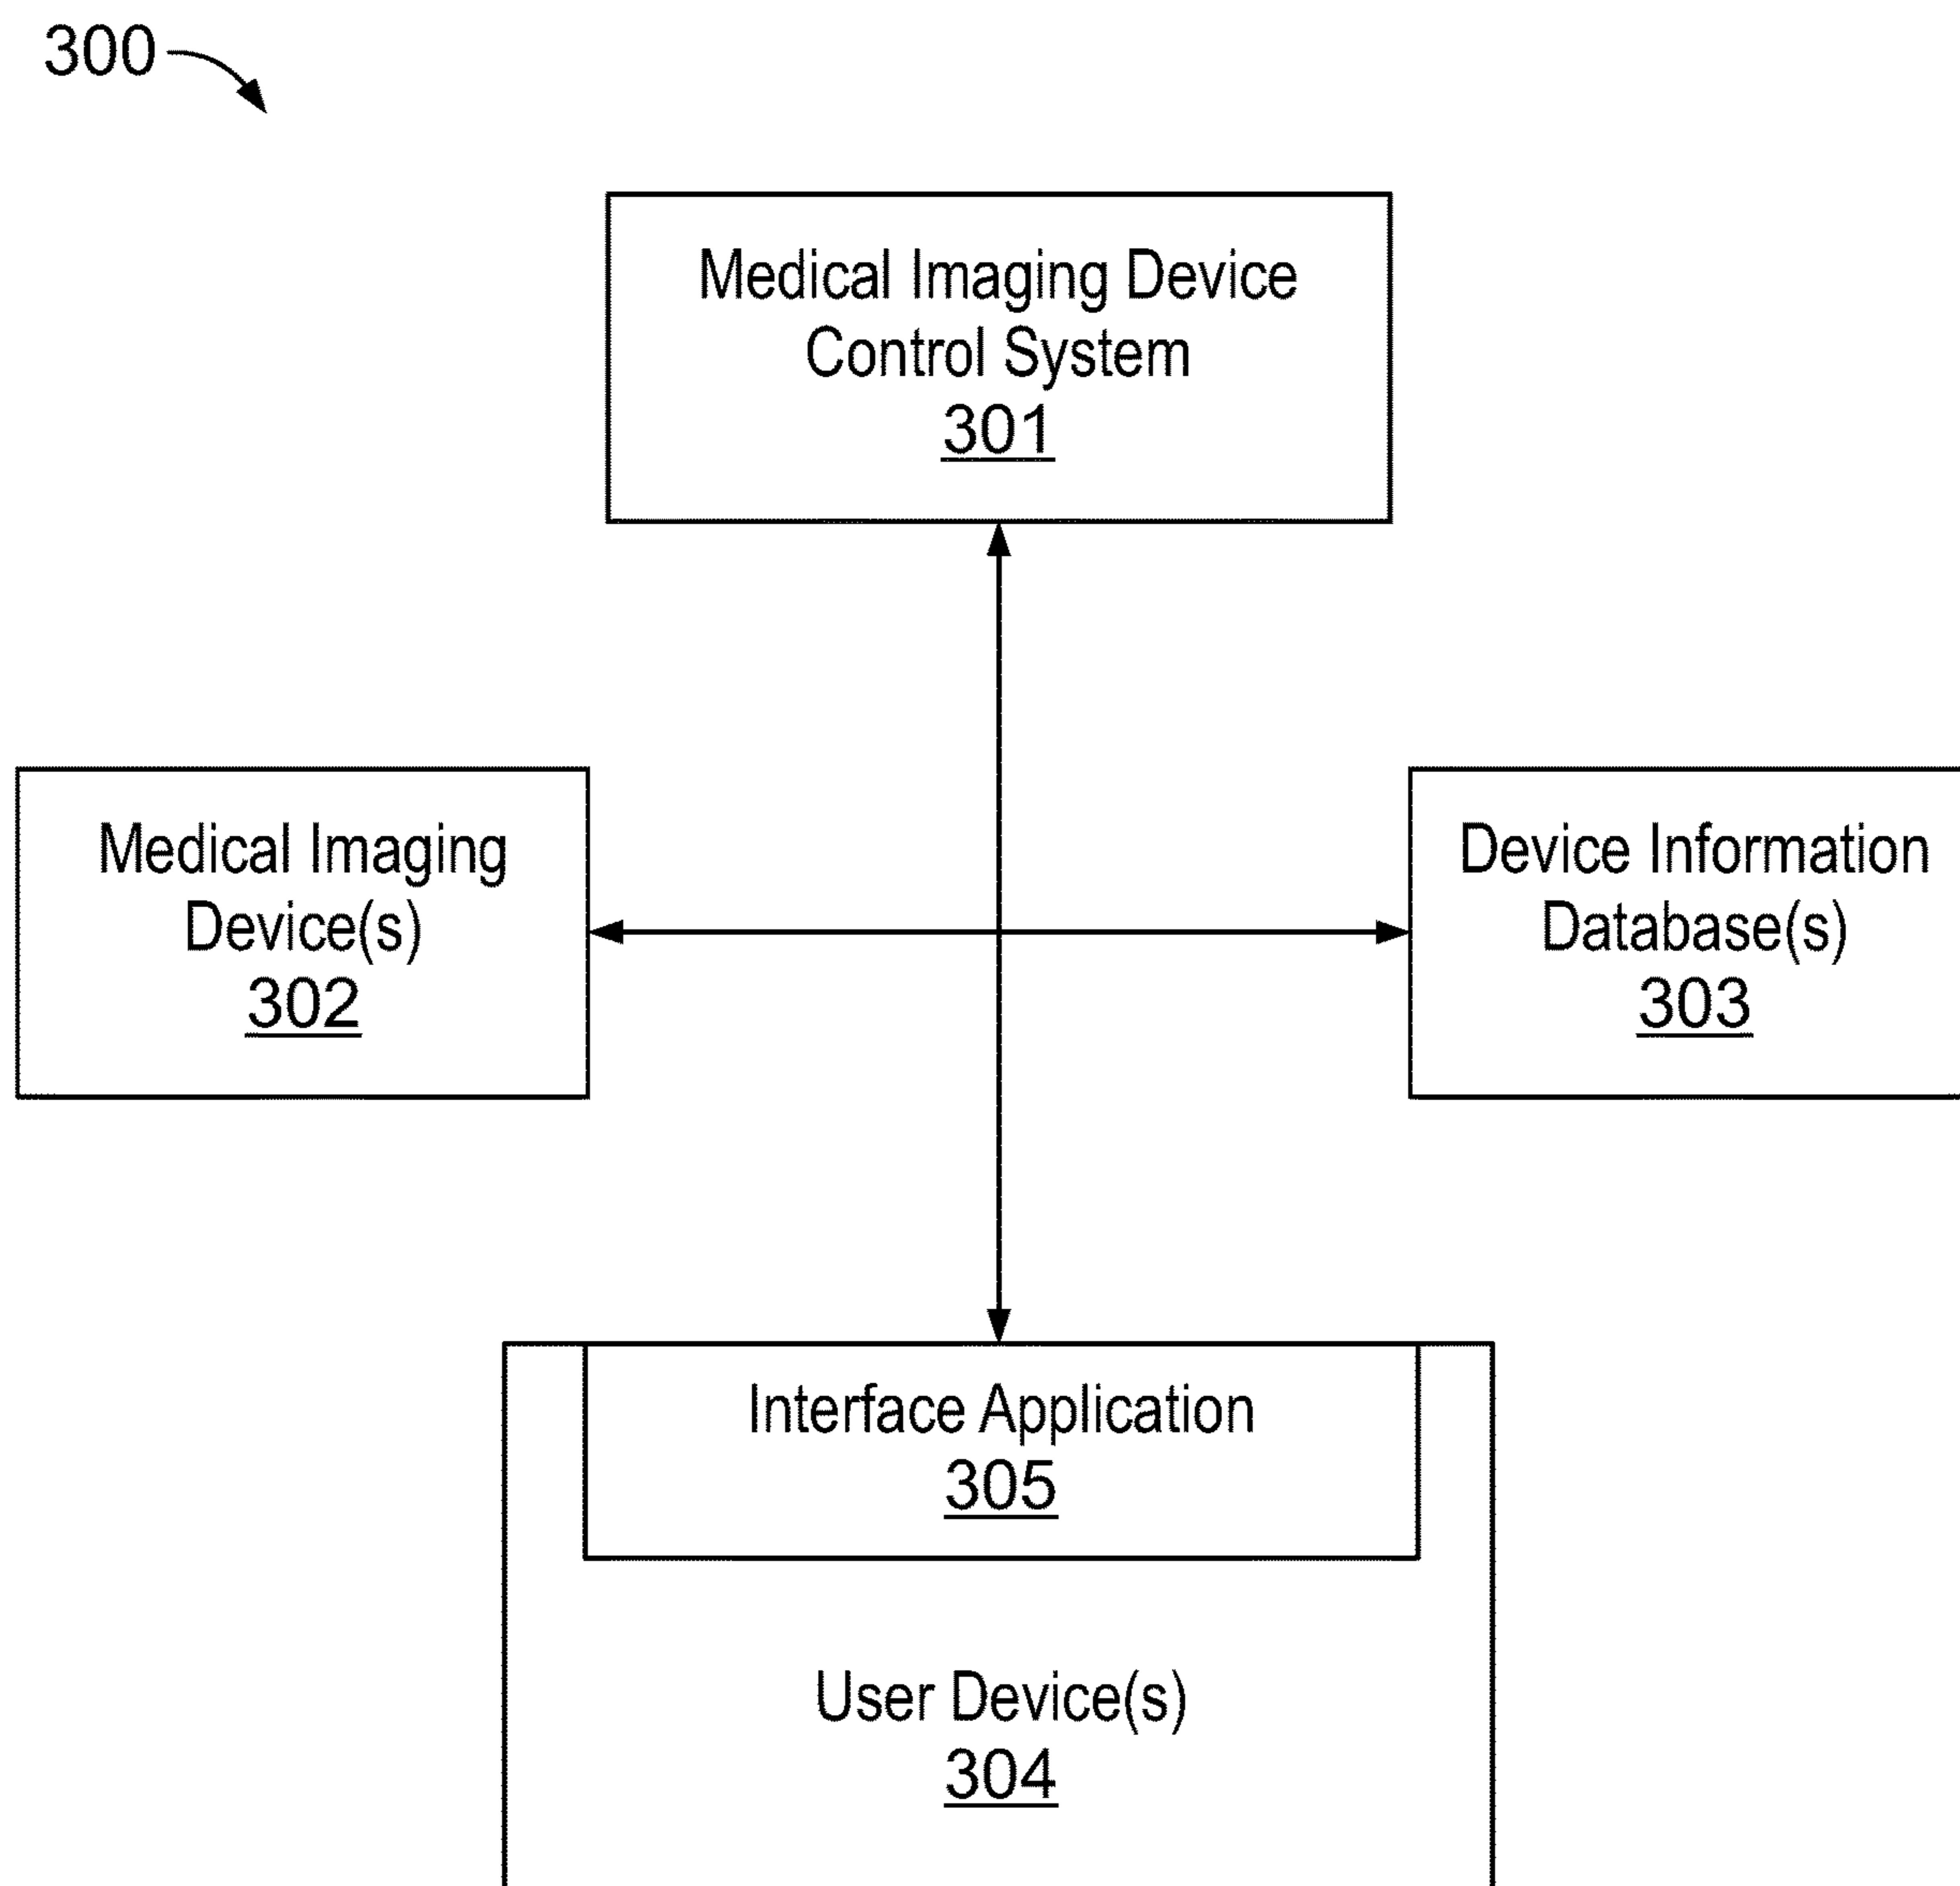 300
Medical Imaging Device
Control System
301
Medical Imaging
Device(s)
302
Device Information
Database(s)
303
Interface Application
305
User Device(s)
304